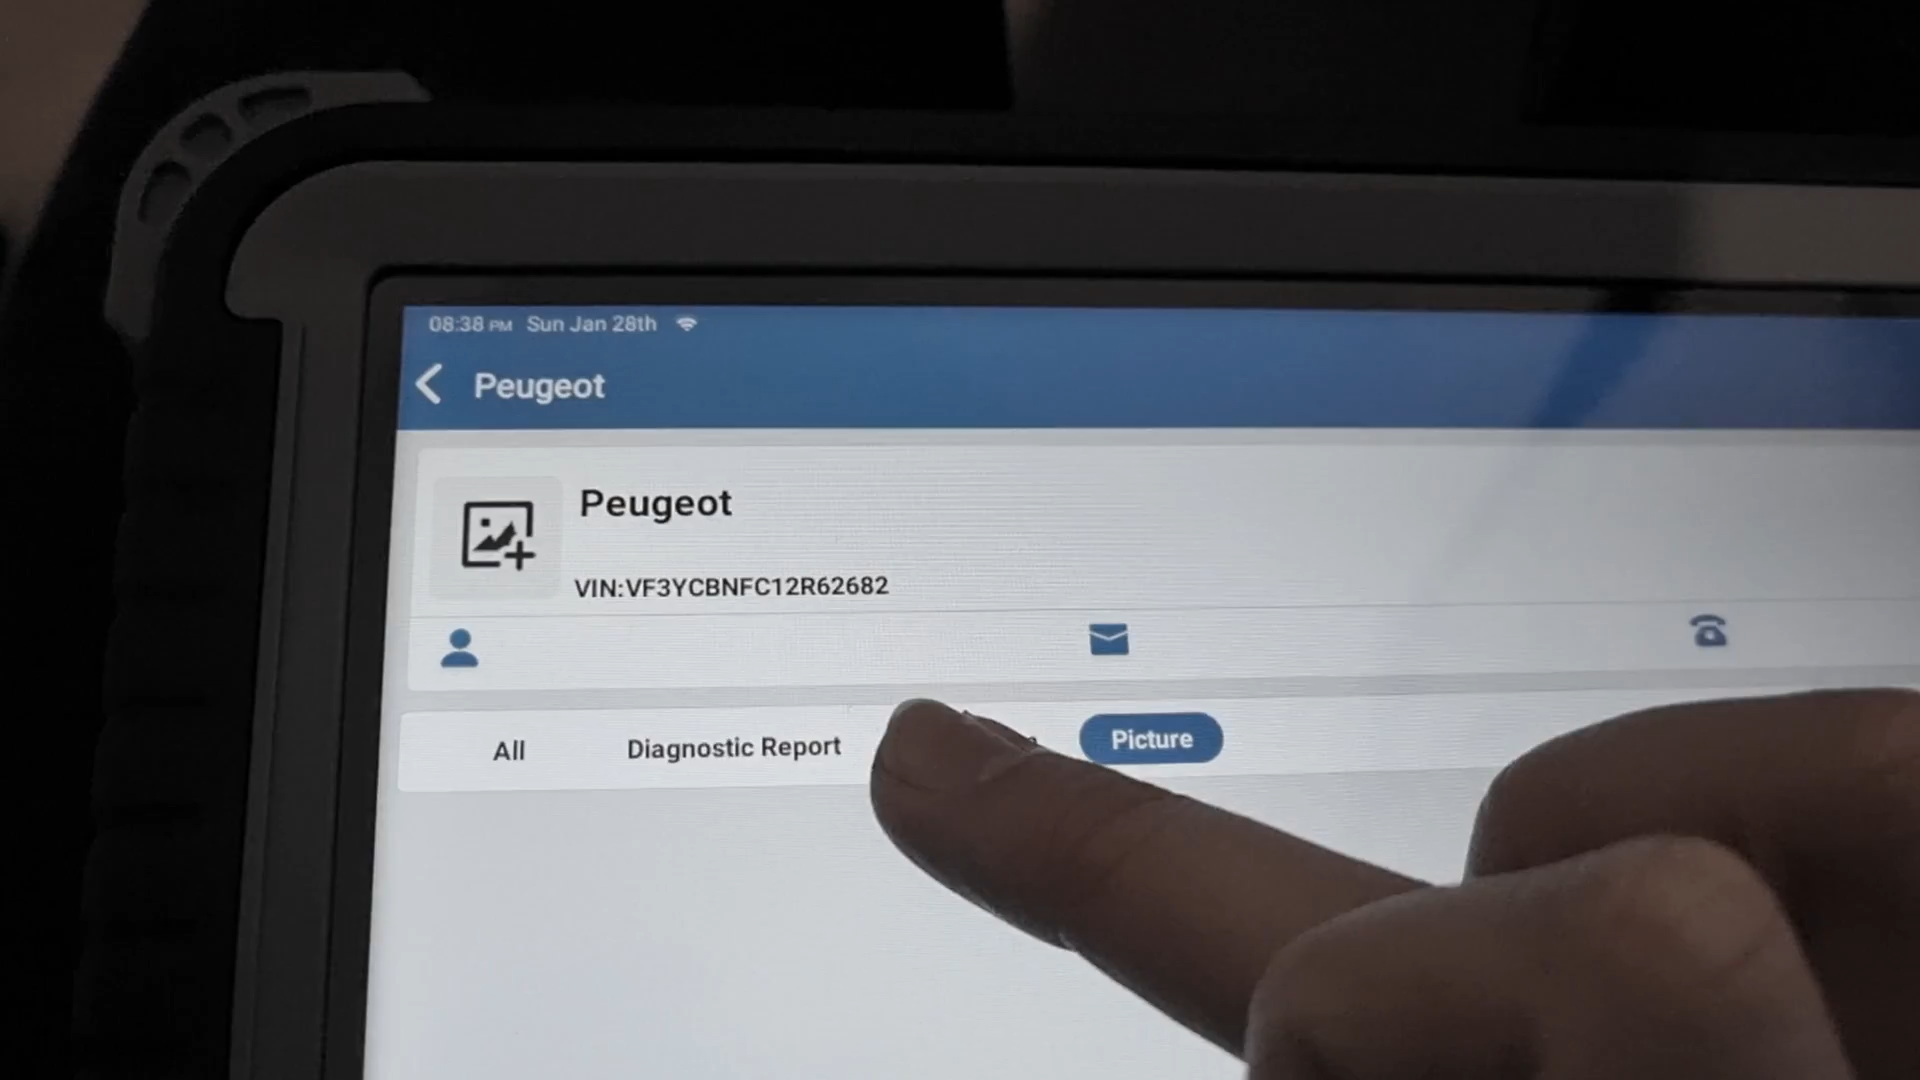 08:38 PM Sun Jan 28th
Peugeot
Peugeot
VIN:VF3YCBNFC12R62682
All Diagnostic Report Picture